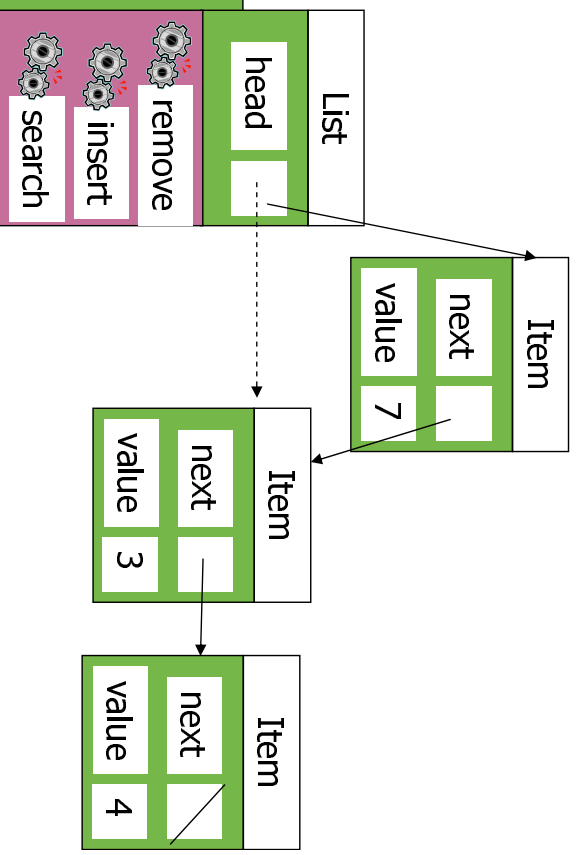 List
head
remove
insert
search
Item
next
value 7
Item
next
value 3
Item
next
value 4